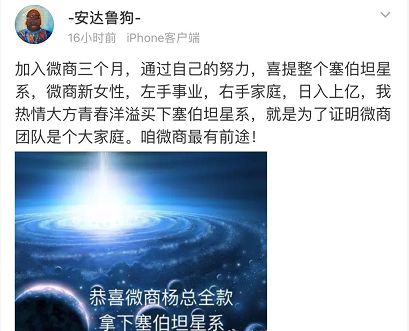 -安达鲁狗-
16小时前 iPhone客户端
加入微商三个月，通过自己的努力，喜提整个塞伯坦星
系，微商新女性，左手事业，右手家庭，日入上亿，我
热情大方青春洋溢买下塞伯坦星系，就是为了证明微商
团队是个大家庭。咱微商最有前途！
恭喜微商杨总全款
拿下塞伯坦星系